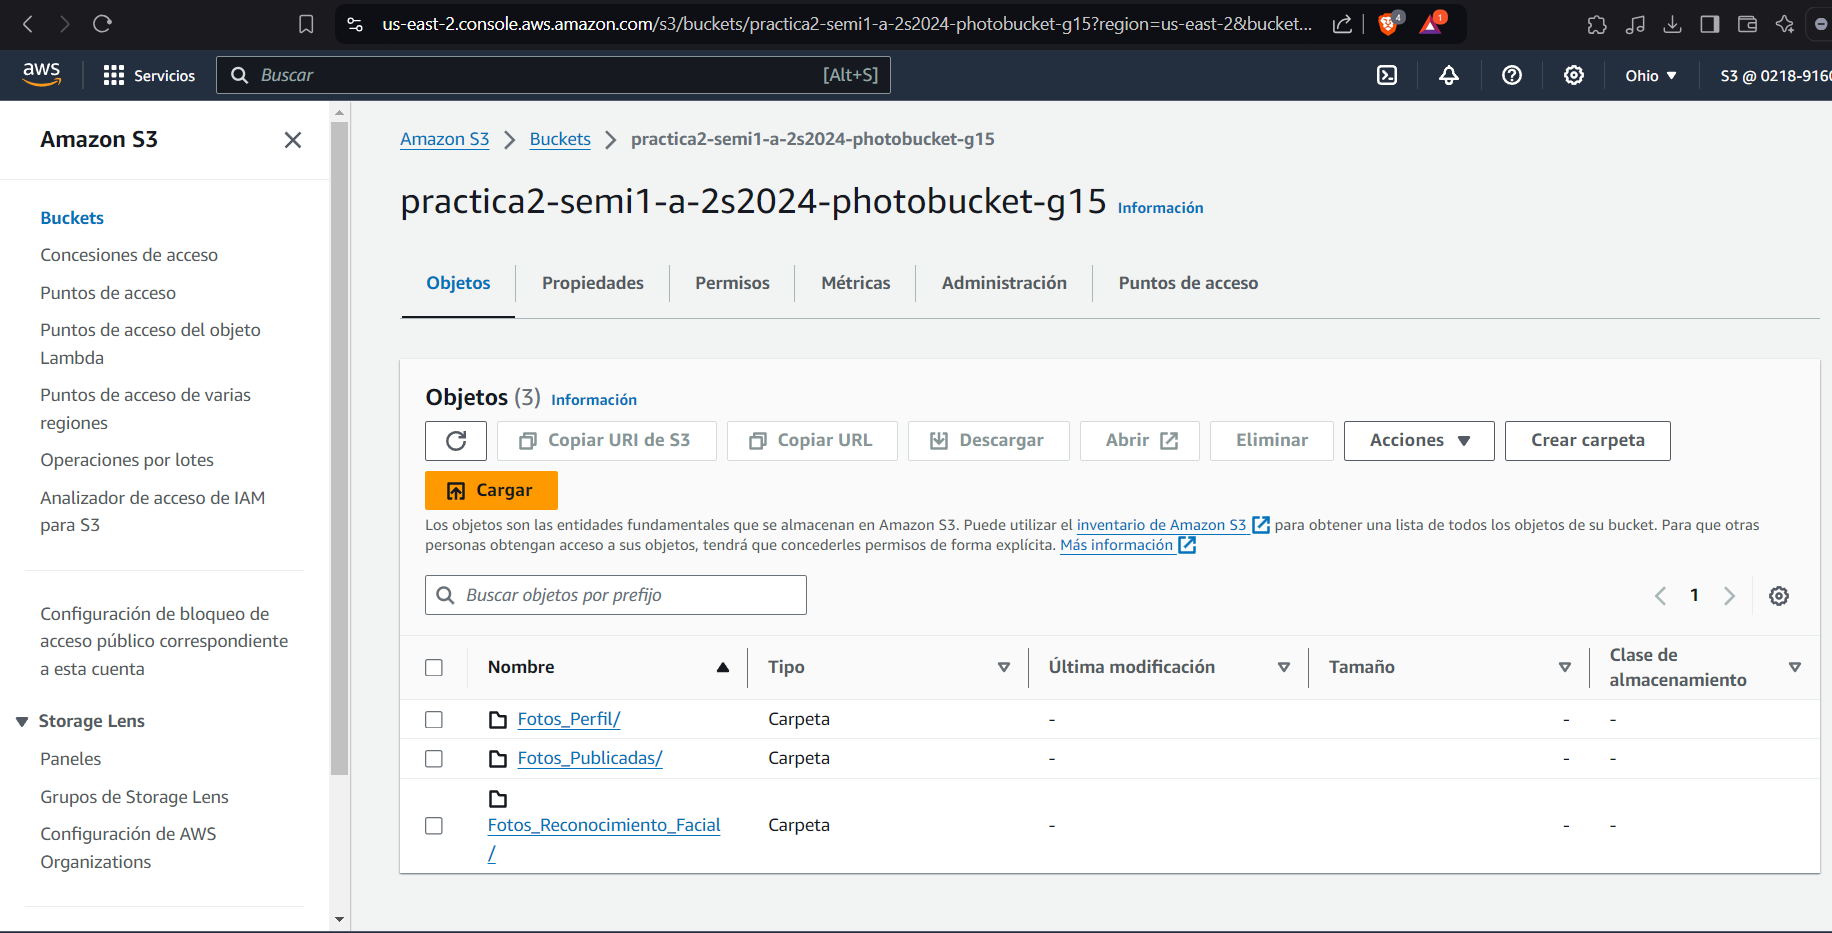 us-east-2.console.aws.amazon.com/s3/buckets/practica2-semi1-a-2s2024-photobucket-g15?region=us-east-2&bucket...
4
1
aws
Servicios
Buscar
[Alt+S]
Ohio
S3 @ 0218-9160
Amazon S3
Buckets
Concesiones de acceso
Puntos de acceso
Puntos de acceso del objeto
Lambda
Puntos de acceso de varias
regiones
Operaciones por lotes
Analizador de acceso de IAM
para S3
Configuración de bloqueo de
acceso público correspondiente
a esta cuenta
Storage Lens
Paneles
Grupos de Storage Lens
Configuración de AWS
Organizations
Amazon S3 > Buckets > practica2-semi1-a-2s2024-photobucket-g15
practica2-semi1-a-2s2024-photobucket-g15 Información
Objetos Propiedades Permisos Métricas Administración Puntos de acceso
Objetos (3) Información
Copiar URI de S3 Copiar URL Descargar Abrir Eliminar Acciones Crear carpeta
Cargar
Los objetos son las entidades fundamentales que se almacenan en Amazon S3. Puede utilizar el inventario de Amazon S3 para obtener una lista de todos los objetos de su bucket. Para que otras
personas obtengan acceso a sus objetos, tendrá que concederles permisos de forma explícita. Más información
Buscar objetos por prefijo
1
Nombre Tipo Última modificación Tamaño Clase de
almacenamiento
Fotos_Perfil/ Carpeta - - -
Fotos_Publicadas/ Carpeta - - -
Fotos_Reconocimiento_Facial Carpeta - - -
/